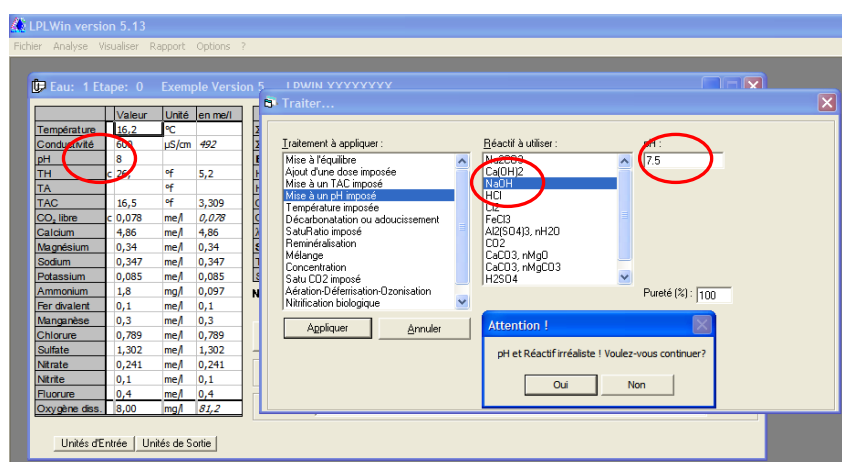 LPLWin version 5.13
Fichier Analyse Visualiser Rapport Options ?
Eau: 1 Etape: 0 Exemple Version 5 LPWIN YYYYYYYY
Traiter...
Valeur Unité en me/l
Température 16,2 °C
Conductivité 600 µS/cm 492
pH 8
TH c 26, °f 5,2
TA °f
TAC 16,5 °f 3,309
CO2 libre c 0,078 me/l 0,078
Calcium 4,86 me/l 4,86
Magnésium 0,34 me/l 0,34
Sodium 0,347 me/l 0,347
Potassium 0,085 me/l 0,085
Ammonium 1,8 mg/l 0,097
Fer divalent 0,1 me/l 0,1
Manganèse 0,3 me/l 0,3
Chlorure 0,789 me/l 0,789
Sulfate 1,302 me/l 1,302
Nitrate 0,241 me/l 0,241
Nitrite 0,1 me/l 0,1
Fluorure 0,4 me/l 0,4
Oxygène diss. 8,00 mg/l 81,2
Unités d'Entrée Unités de Sortie
Traitement à appliquer :
Mise à l'équilibre
Ajout d'une dose imposée
Mise à un TAC imposé
Mise à un pH imposé
Température imposée
Décarbonatation ou adoucissement
SatuRatio imposé
Reminéralisation
Mélange
Concentration
Satu CO2 imposé
Aération-Déferrisation-Ozonisation
Nitrification biologique
Appliquer Annuler
Réactif à utiliser :
Na2CO3
Ca(OH)2
NaOH
HCl
Cl2
FeCl3
Al2(SO4)3, nH2O
CO2
CaCO3, nMgO
CaCO3, nMgCO3
H2SO4
pH :
7.5
Pureté (%) : 100
Attention !
pH et Réactif irréaliste ! Voulez-vous continuer?
Oui Non